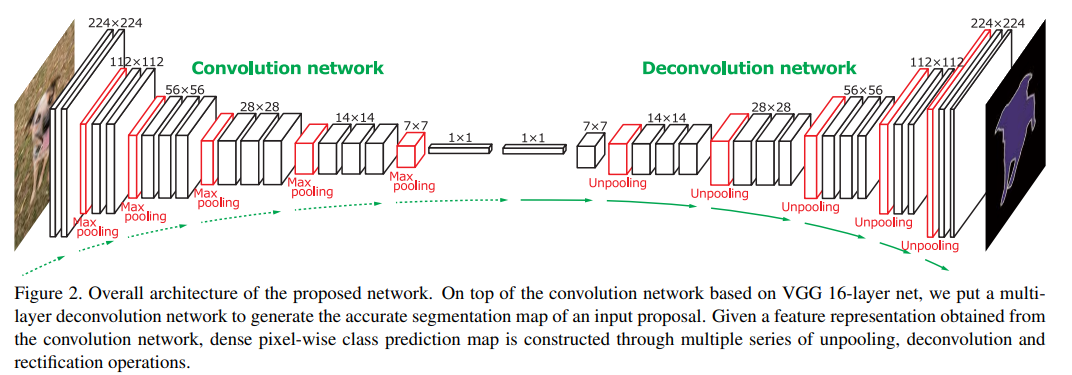 224×224
112×112
56×56
28×28
14×14
7×7
1×1
Convolution network
Max
pooling
Max
pooling
Max
pooling
Max
pooling
Max
pooling
Deconvolution network
1×1
7×7
14×14
28×28
56×56
112×112
224×224
Unpooling
Unpooling
Unpooling
Unpooling
Unpooling
Figure 2. Overall architecture of the proposed network. On top of the convolution network based on VGG 16-layer net, we put a multi-
layer deconvolution network to generate the accurate segmentation map of an input proposal. Given a feature representation obtained from
the convolution network, dense pixel-wise class prediction map is constructed through multiple series of unpooling, deconvolution and
rectification operations.